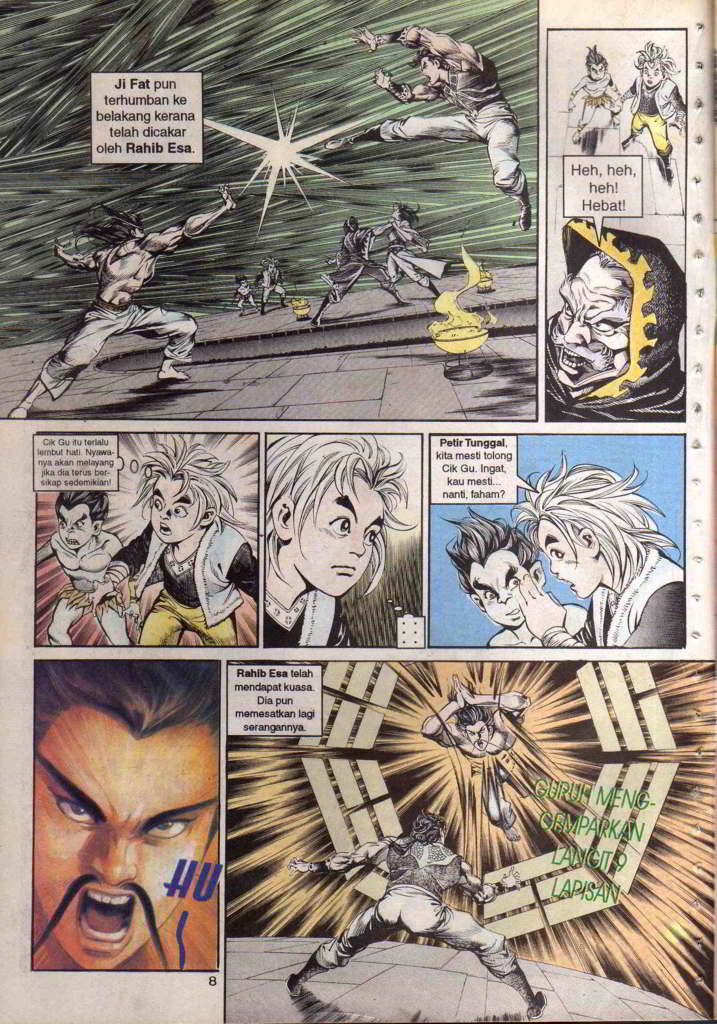 Ji Fat pun
terhumban ke
belakang kerana
telah dicakar
oleh Rahib Esa.
Heh, heh,
heh!
Hebat!
Cik Gu itu terlalu
lembut hati. Nyawa-
nya akan melayang
jika dia terus ber-
sikap sedemikian!
Petir Tunggal,
kita mesti tolong
Cik Gu. Ingat,
kau mesti...
nanti, faham?
HU
Rahib Esa telah
mendapat kuasa.
Dia pun
memesatkan lagi
serangannya.
GURUH MENG-
GEMPARKAN
LANGIT 9
LAPISAN
8